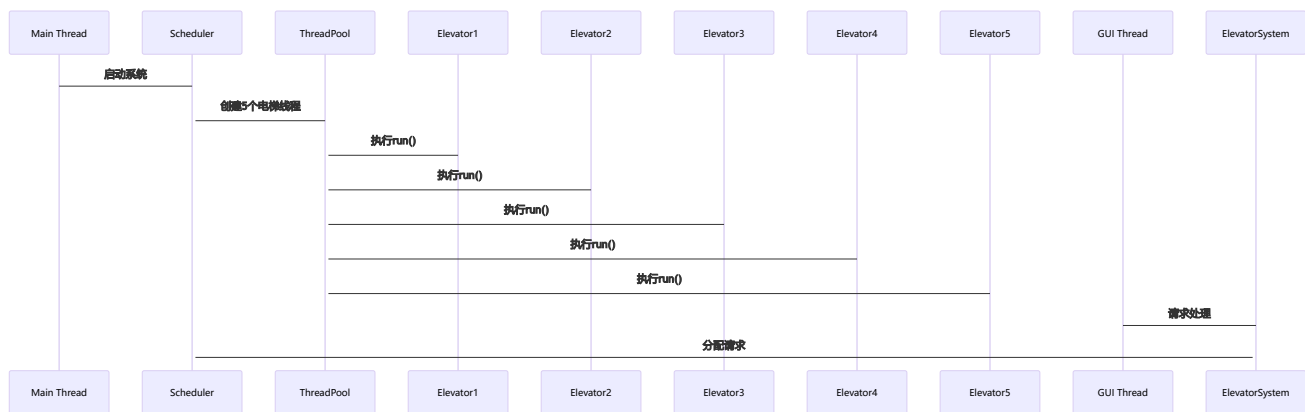 Main Thread
Scheduler
ThreadPool
Elevator1
Elevator2
Elevator3
Elevator4
Elevator5
GUI Thread
ElevatorSystem
启动系统
创建5个电梯线程
执行run()
执行run()
执行run()
执行run()
执行run()
请求处理
分配请求
Main Thread
Scheduler
ThreadPool
Elevator1
Elevator2
Elevator3
Elevator4
Elevator5
GUI Thread
ElevatorSystem